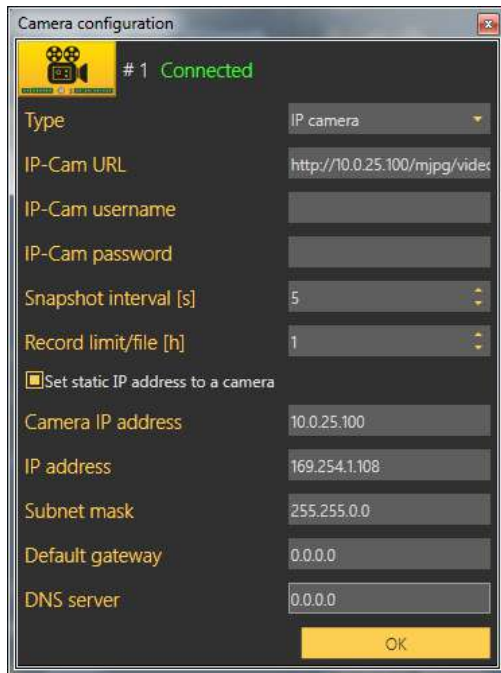 Camera configuration
# 1 Connected
Type IP camera
IP-Cam URL http://10.0.25.100/mjpg/video
IP-Cam username
IP-Cam password
Snapshot interval [s] 5
Record limit/file [h] 1
Set static IP address to a camera
Camera IP address 10.0.25.100
IP address 169.254.1.108
Subnet mask 255.255.0.0
Default gateway 0.0.0.0
DNS server 0.0.0.0
OK